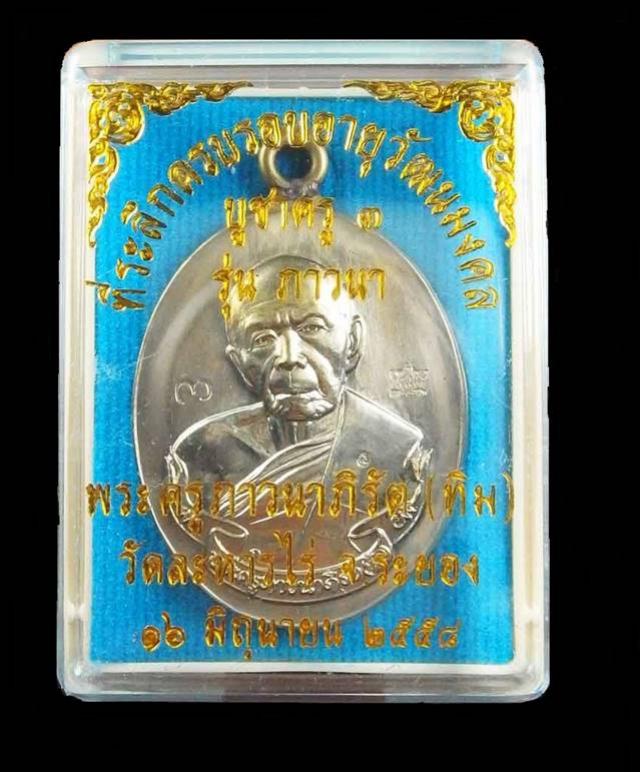 ที่ระลึกครบรอบอายุวัฒนมงคล
บูชาครู ๓
รุ่น ภาวนา
๓
พระครูภาวนาภิรัต (ทิม)
วัดละหารไร่ จ.ระยอง
๑๖ มิถุนายน ๒๕๕๘